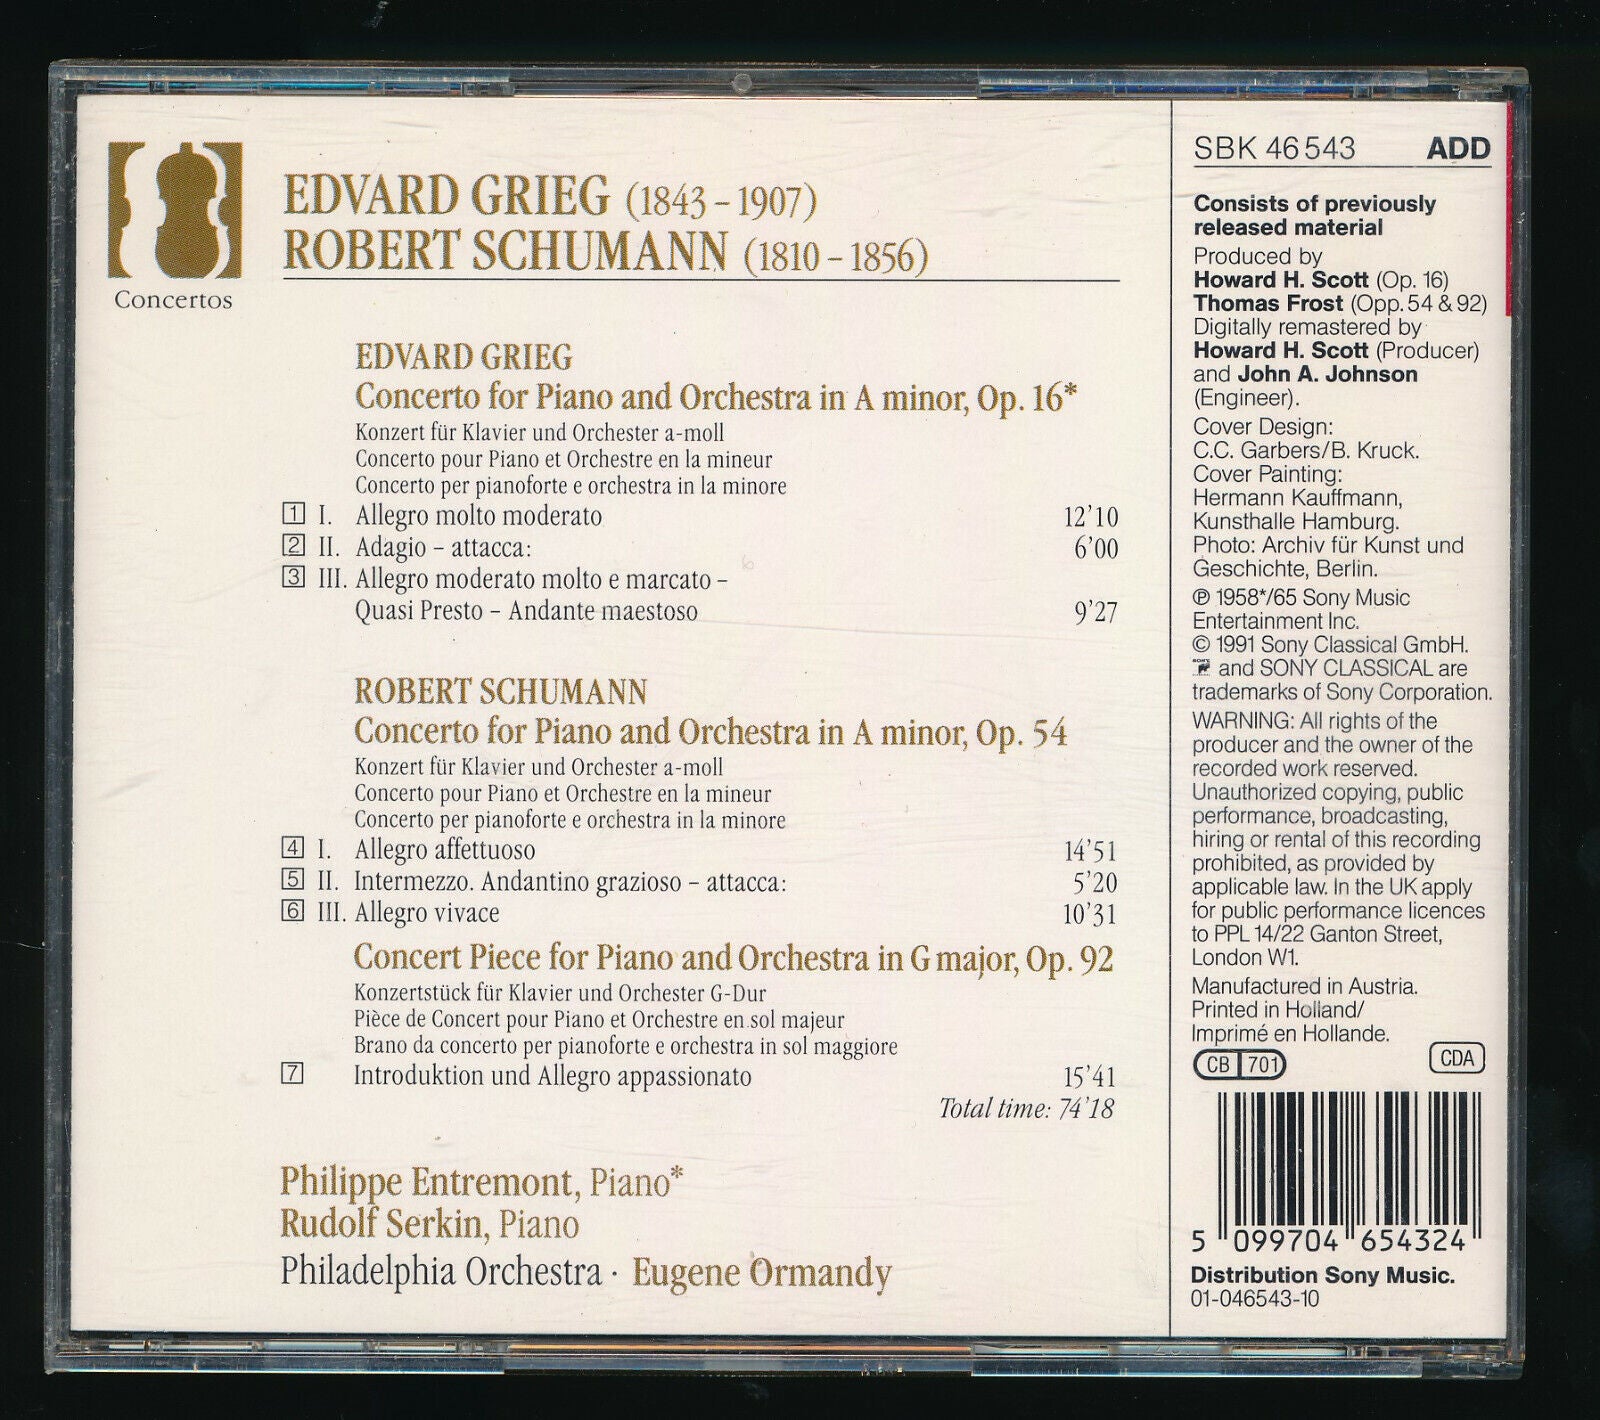 Concertos
EDVARD GRIEG (1843 – 1907)
ROBERT SCHUMANN (1810 – 1856)
EDVARD GRIEG
Concerto for Piano and Orchestra in A minor, Op. 16*
Konzert für Klavier und Orchester a-moll
Concerto pour Piano et Orchestre en la mineur
Concerto per pianoforte e orchestra in la minore
1 I. Allegro molto moderato 12'10
2 II. Adagio – attacca: 6'00
3 III. Allegro moderato molto e marcato –
Quasi Presto – Andante maestoso 9'27
ROBERT SCHUMANN
Concerto for Piano and Orchestra in A minor, Op. 54
Konzert für Klavier und Orchester a-moll
Concerto pour Piano et Orchestre en la mineur
Concerto per pianoforte e orchestra in la minore
4 I. Allegro affettuoso 14'51
5 II. Intermezzo. Andantino grazioso – attacca: 5'20
6 III. Allegro vivace 10'31
Concert Piece for Piano and Orchestra in G major, Op. 92
Konzertstück für Klavier und Orchester G-Dur
Pièce de Concert pour Piano et Orchestre en sol majeur
Brano da concerto per pianoforte e orchestra in sol maggiore
7 Introduktion und Allegro appassionato 15'41
Total time: 74'18
Philippe Entremont, Piano*
Rudolf Serkin, Piano
Philadelphia Orchestra · Eugene Ormandy
SBK 46543 ADD
Consists of previously
released material
Produced by
Howard H. Scott (Op. 16)
Thomas Frost (Opp. 54 & 92)
Digitally remastered by
Howard H. Scott (Producer)
and John A. Johnson
(Engineer).
Cover Design:
C.C. Garbers/B. Kruck.
Cover Painting:
Hermann Kauffmann,
Kunsthalle Hamburg.
Photo: Archiv für Kunst und
Geschichte, Berlin.
℗ 1958*/65 Sony Music
Entertainment Inc.
© 1991 Sony Classical GmbH.
SONY and SONY CLASSICAL are
trademarks of Sony Corporation.
WARNING: All rights of the
producer and the owner of the
recorded work reserved.
Unauthorized copying, public
performance, broadcasting,
hiring or rental of this recording
prohibited, as provided by
applicable law. In the UK apply
for public performance licences
to PPL 14/22 Ganton Street,
London W1.
Manufactured in Austria.
Printed in Holland/
Imprimé en Hollande.
CB 701 CDA
5 099704 654324
Distribution Sony Music.
01-046543-10